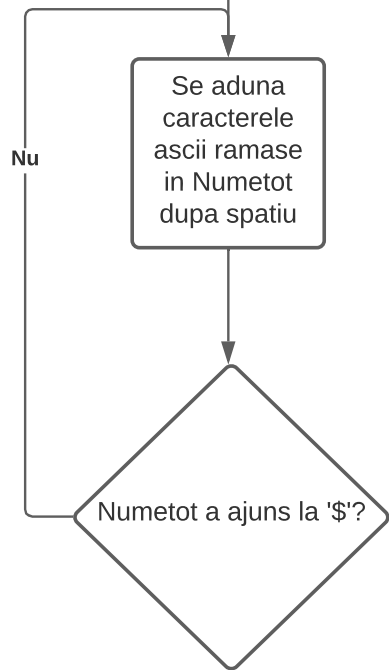 Se aduna
caracterele
ascii ramase
in Numetot
dupa spatiu
Nu
Numetot a ajuns la '$'?